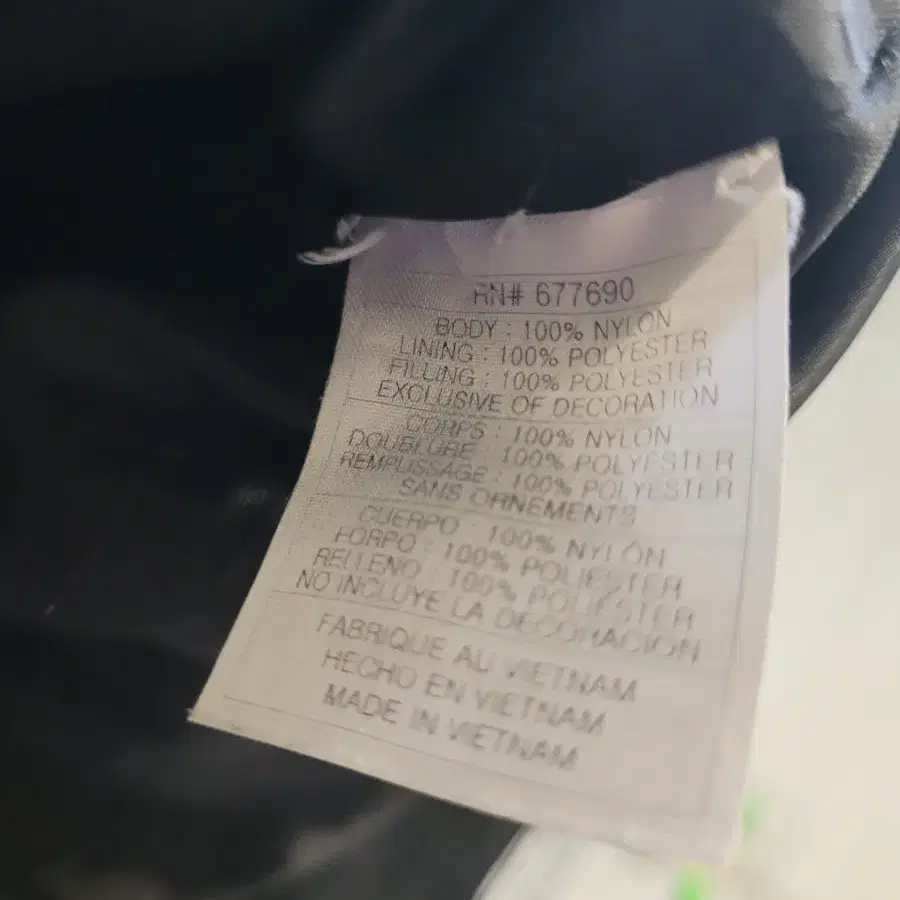 RN# 677690
BODY : 100% NYLON
LINING : 100% POLYESTER
FILLING : 100% POLYESTER
EXCLUSIVE OF DECORATION
CORPS : 100% NYLON
DOUBLURE : 100% POLYESTER
REMPLISSAGE : 100% POLYESTER
SANS ORNEMENTS
CUERPO : 100% NYLON
FORRO : 100% POLIESTER
RELLENO : 100% POLIESTER
NO INCLUYE LA DECORACION
FABRIQUE AU VIETNAM
HECHO EN VIETNAM
MADE IN VIETNAM